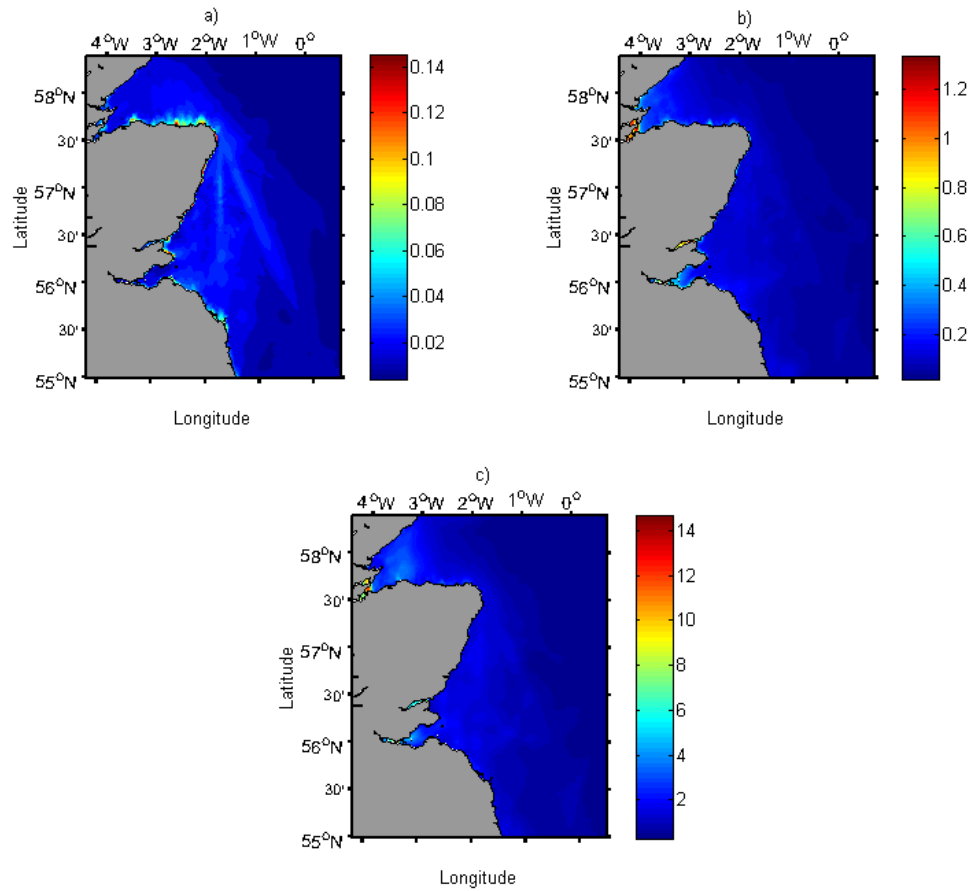 a)
4°W 3°W 2°W 1°W 0°
58°N
30'
57°N
30'
56°N
30'
55°N
Latitude
Longitude
0.14
0.12
0.1
0.08
0.06
0.04
0.02
b)
4°W 3°W 2°W 1°W 0°
58°N
30'
57°N
30'
56°N
30'
55°N
Latitude
Longitude
1.2
1
0.8
0.6
0.4
0.2
c)
4°W 3°W 2°W 1°W 0°
58°N
30'
57°N
30'
56°N
30'
55°N
Latitude
Longitude
14
12
10
8
6
4
2